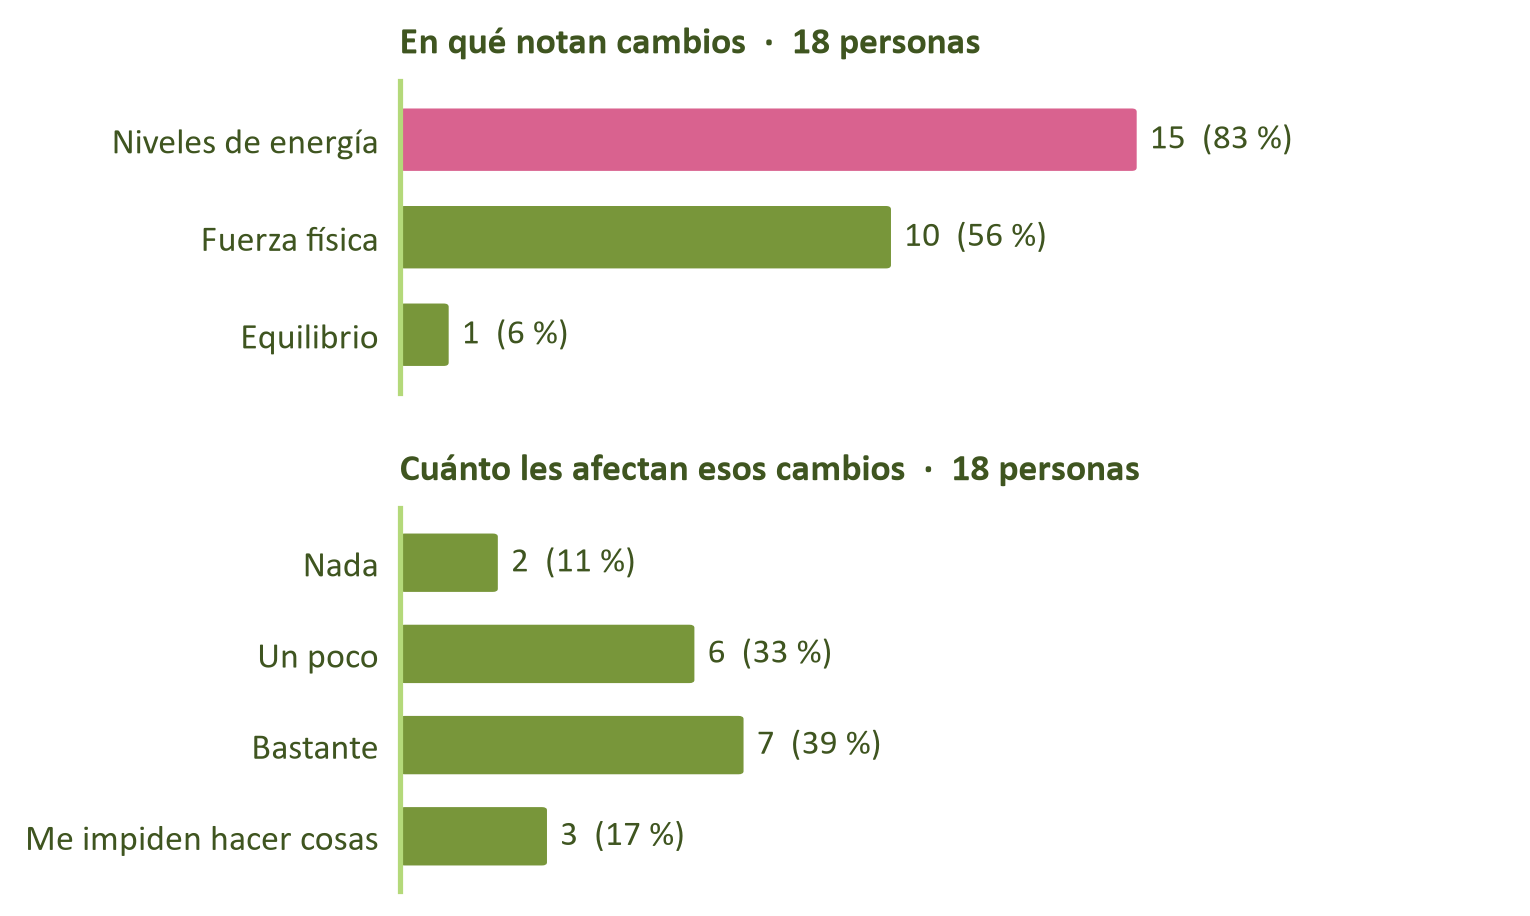 En qué notan cambios · 18 personas
Niveles de energía 15 (83 %)
Fuerza física 10 (56 %)
Equilibrio 1 (6 %)
Cuánto les afectan esos cambios · 18 personas
Nada 2 (11 %)
Un poco 6 (33 %)
Bastante 7 (39 %)
Me impiden hacer cosas 3 (17 %)